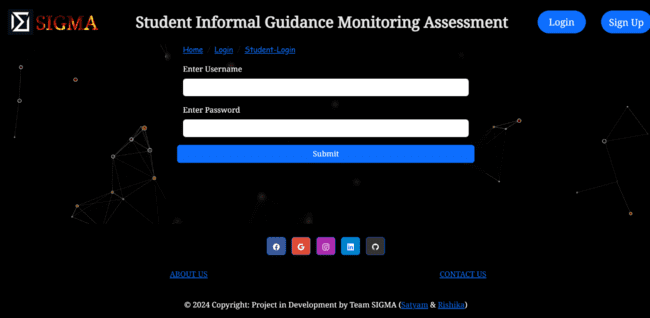 SIGMA
Student Informal Guidance Monitoring Assessment
Login
Sign Up
Home Login Student-Login
Enter Username
Enter Password
Submit
ABOUT US
CONTACT US
© 2024 Copyright: Project in Development by Team SIGMA (Satyam & Rishika)